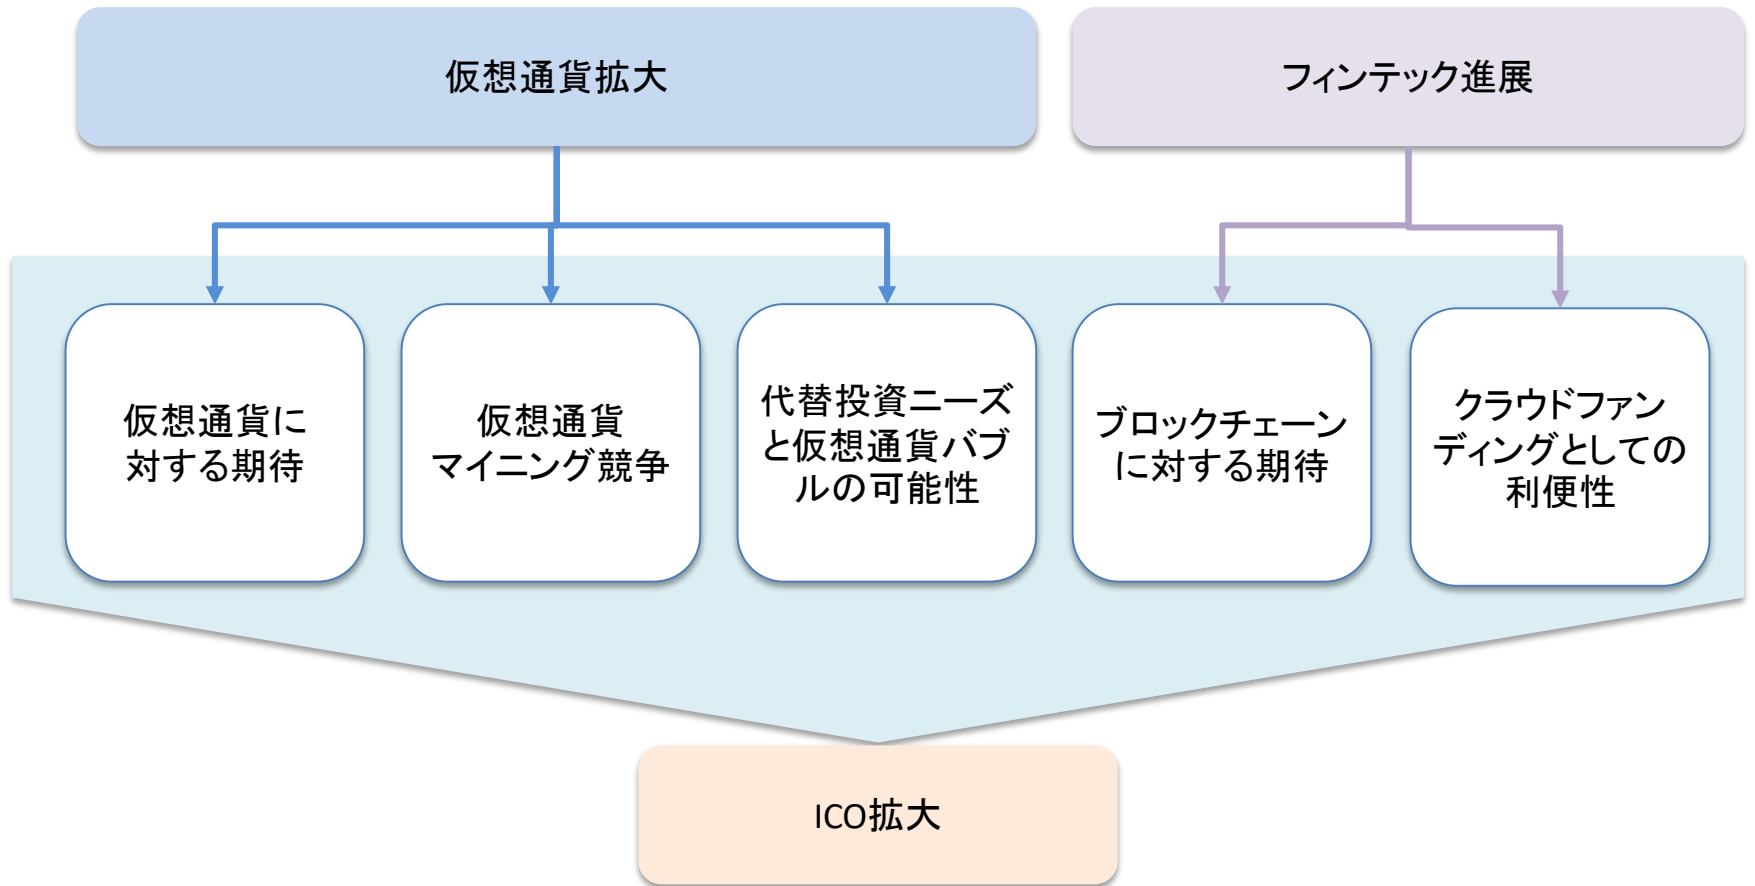 仮想通貨拡大
フィンテック進展
仮想通貨に
対する期待
仮想通貨
マイニング競争
代替投資ニーズ
と仮想通貨バブ
ルの可能性
ブロックチェーン
に対する期待
クラウドファン
ディングとしての
利便性
ICO拡大